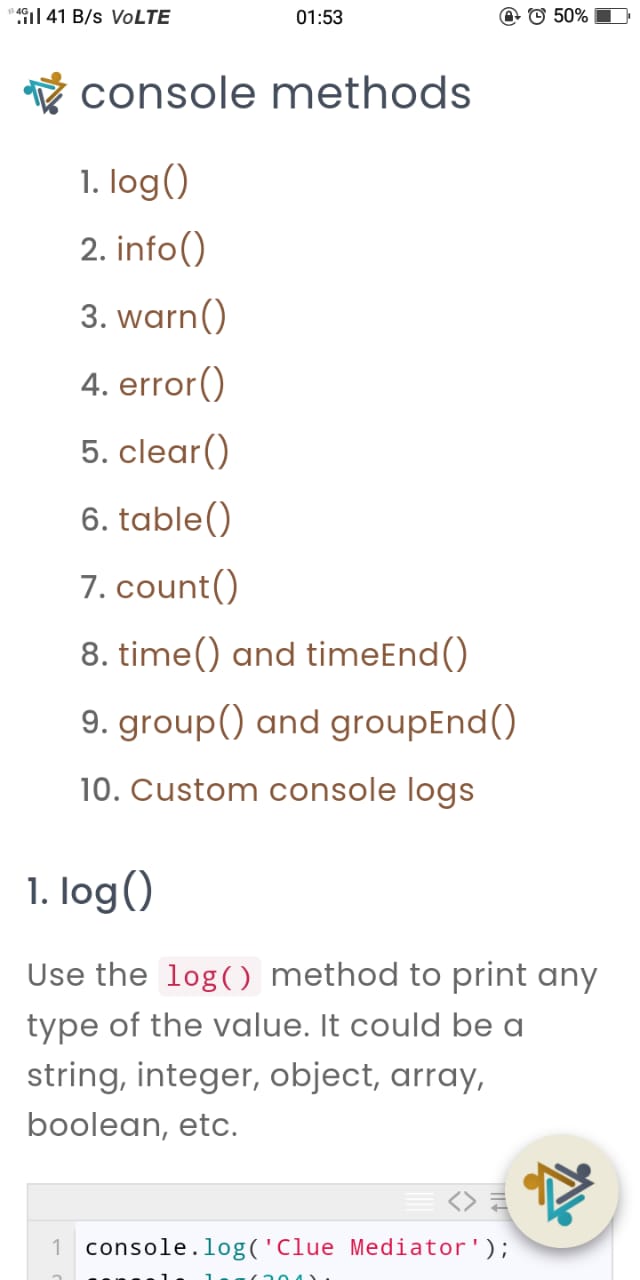 4G 41 B/s VoLTE 01:53 50%
console methods
1. log()
2. info()
3. warn()
4. error()
5. clear()
6. table()
7. count()
8. time() and timeEnd()
9. group() and groupEnd()
10. Custom console logs
1. log()
Use the log() method to print any
type of the value. It could be a
string, integer, object, array,
boolean, etc.
1 console.log('Clue Mediator');